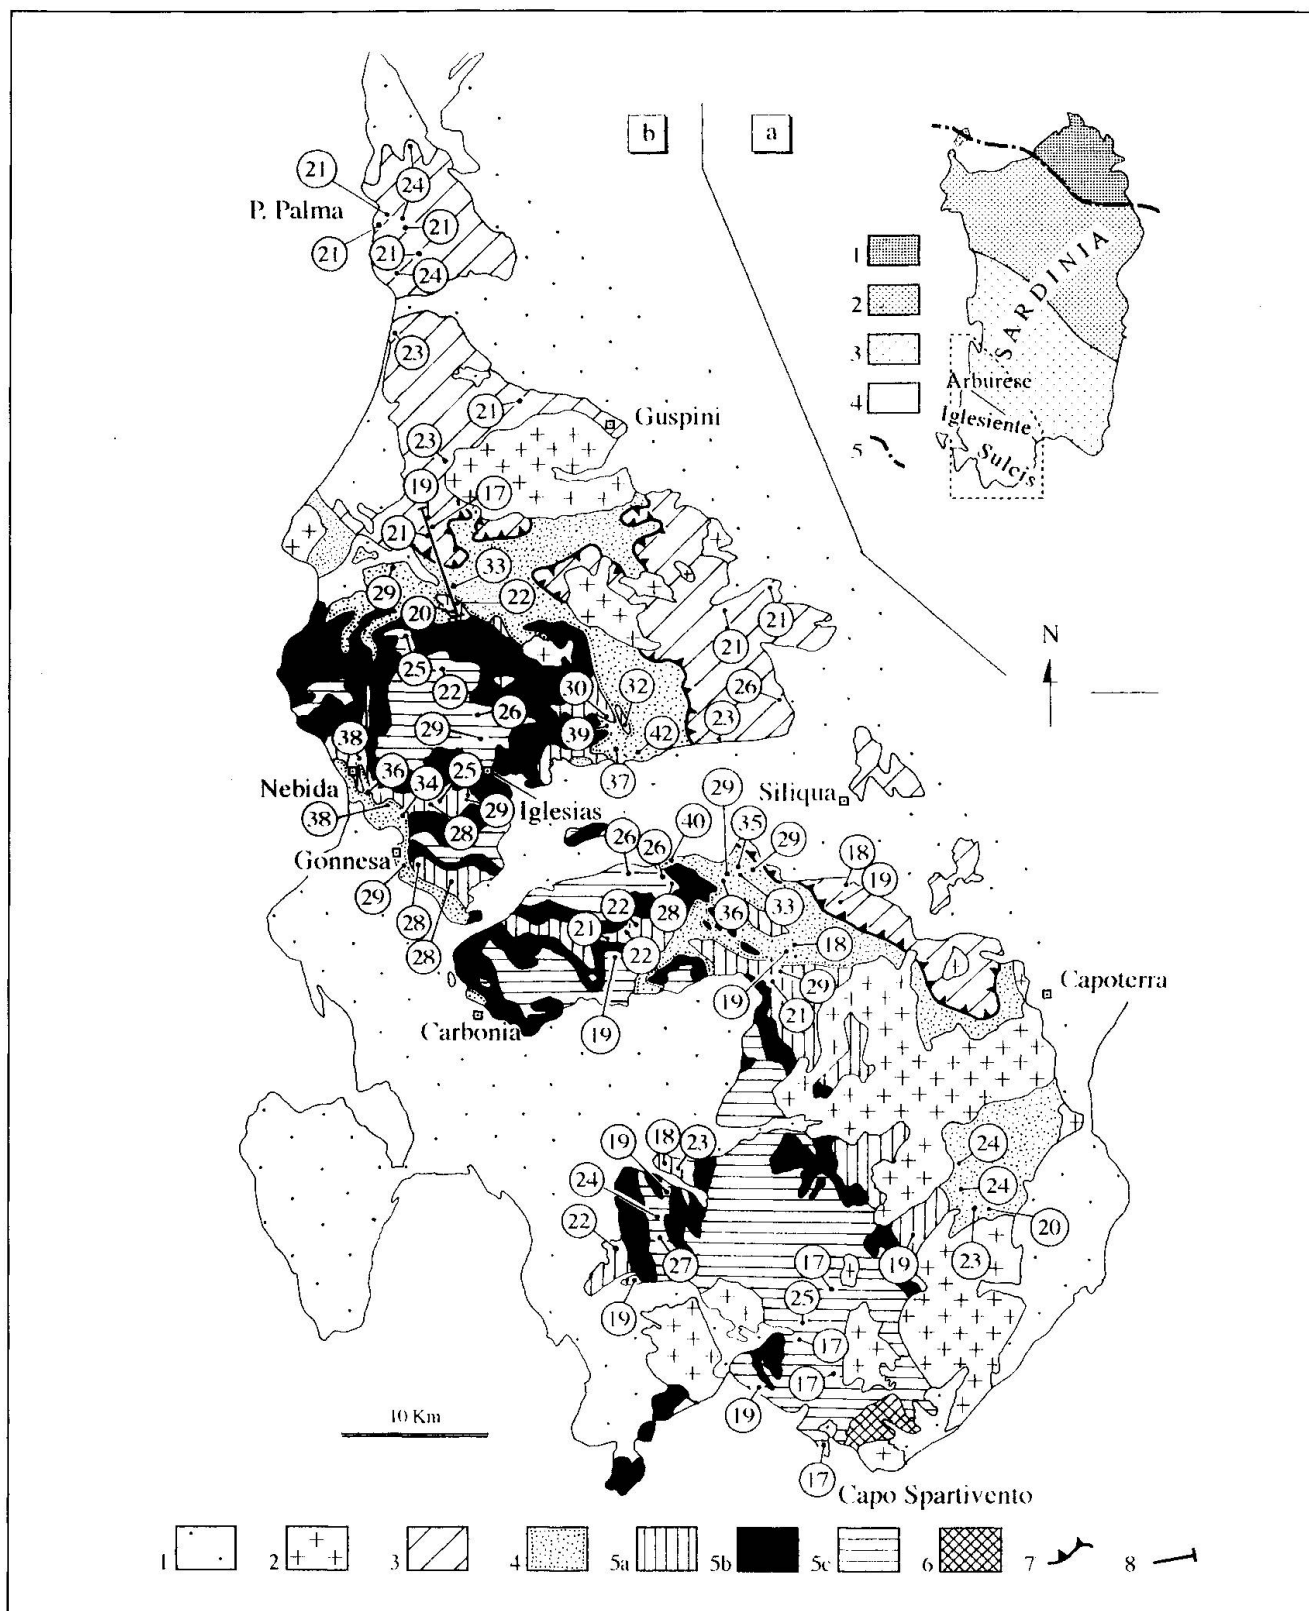 b a
21
24
P. Palma
21
21
21
24
1
2
3
4
5
SARDINIA
Arburese
Iglesiente
Sulcis
23
21
Guspini
23
19 17
21
33
29 20 22
21
21
25
22
30 32 26
26
29 39 42 23
N
38
37
Nebida 36 34 25
Iglesias
29
Siliqua
38 28
29 35
40 29
26 26
18
19
Gonnesa
29
28
28
22 28 36 33
21 22 18
29
19 21
Capoterra
Carbonia
19
19 18 23
24
24
24
22 20
27 17 19 23
25
19
17
17
19
10 Km
17
Capo Spartivento
1 2 3 4 5a 5b 5c 6 7 8